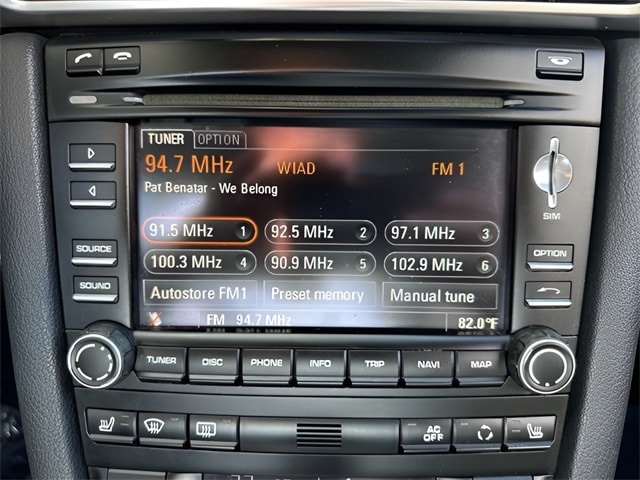 TUNER OPTION
94.7 MHz WIAD FM 1
Pat Benatar - We Belong
91.5 MHz 1 92.5 MHz 2 97.1 MHz 3
100.3 MHz 4 90.9 MHz 5 102.9 MHz 6
Autostore FM1 Preset memory Manual tune
FM 94.7 MHz 82.0°F
SIM
SOURCE
OPTION
SOUND
TUNER DISC PHONE INFO TRIP NAVI MAP
AC OFF